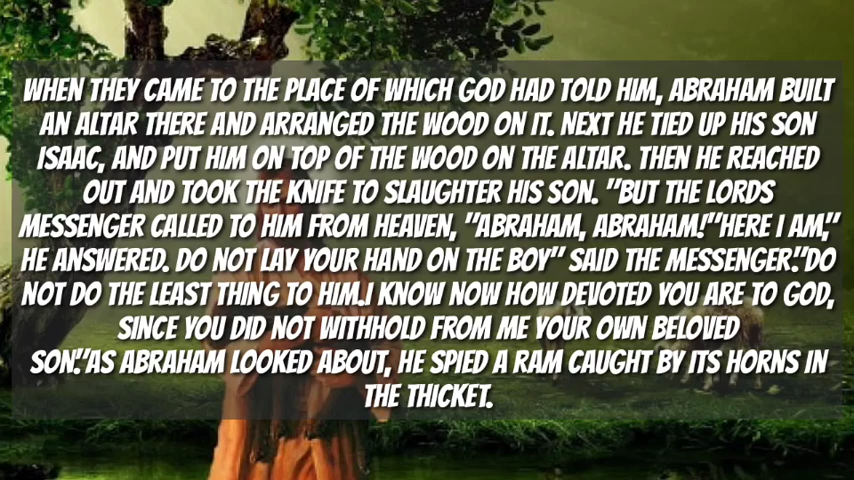 WHEN THEY CAME TO THE PLACE OF WHICH GOD HAD TOLD HIM, ABRAHAM BUILT
AN ALTAR THERE AND ARRANGED THE WOOD ON IT. NEXT HE TIED UP HIS SON
ISAAC, AND PUT HIM ON TOP OF THE WOOD ON THE ALTAR. THEN HE REACHED
OUT AND TOOK THE KNIFE TO SLAUGHTER HIS SON. "BUT THE LORDS
MESSENGER CALLED TO HIM FROM HEAVEN, "ABRAHAM, ABRAHAM!"HERE I AM,"
HE ANSWERED. DO NOT LAY YOUR HAND ON THE BOY" SAID THE MESSENGER."DO
NOT DO THE LEAST THING TO HIM.I KNOW NOW HOW DEVOTED YOU ARE TO GOD,
SINCE YOU DID NOT WITHHOLD FROM ME YOUR OWN BELOVED
SON."AS ABRAHAM LOOKED ABOUT, HE SPIED A RAM CAUGHT BY ITS HORNS IN
THE THICKET.